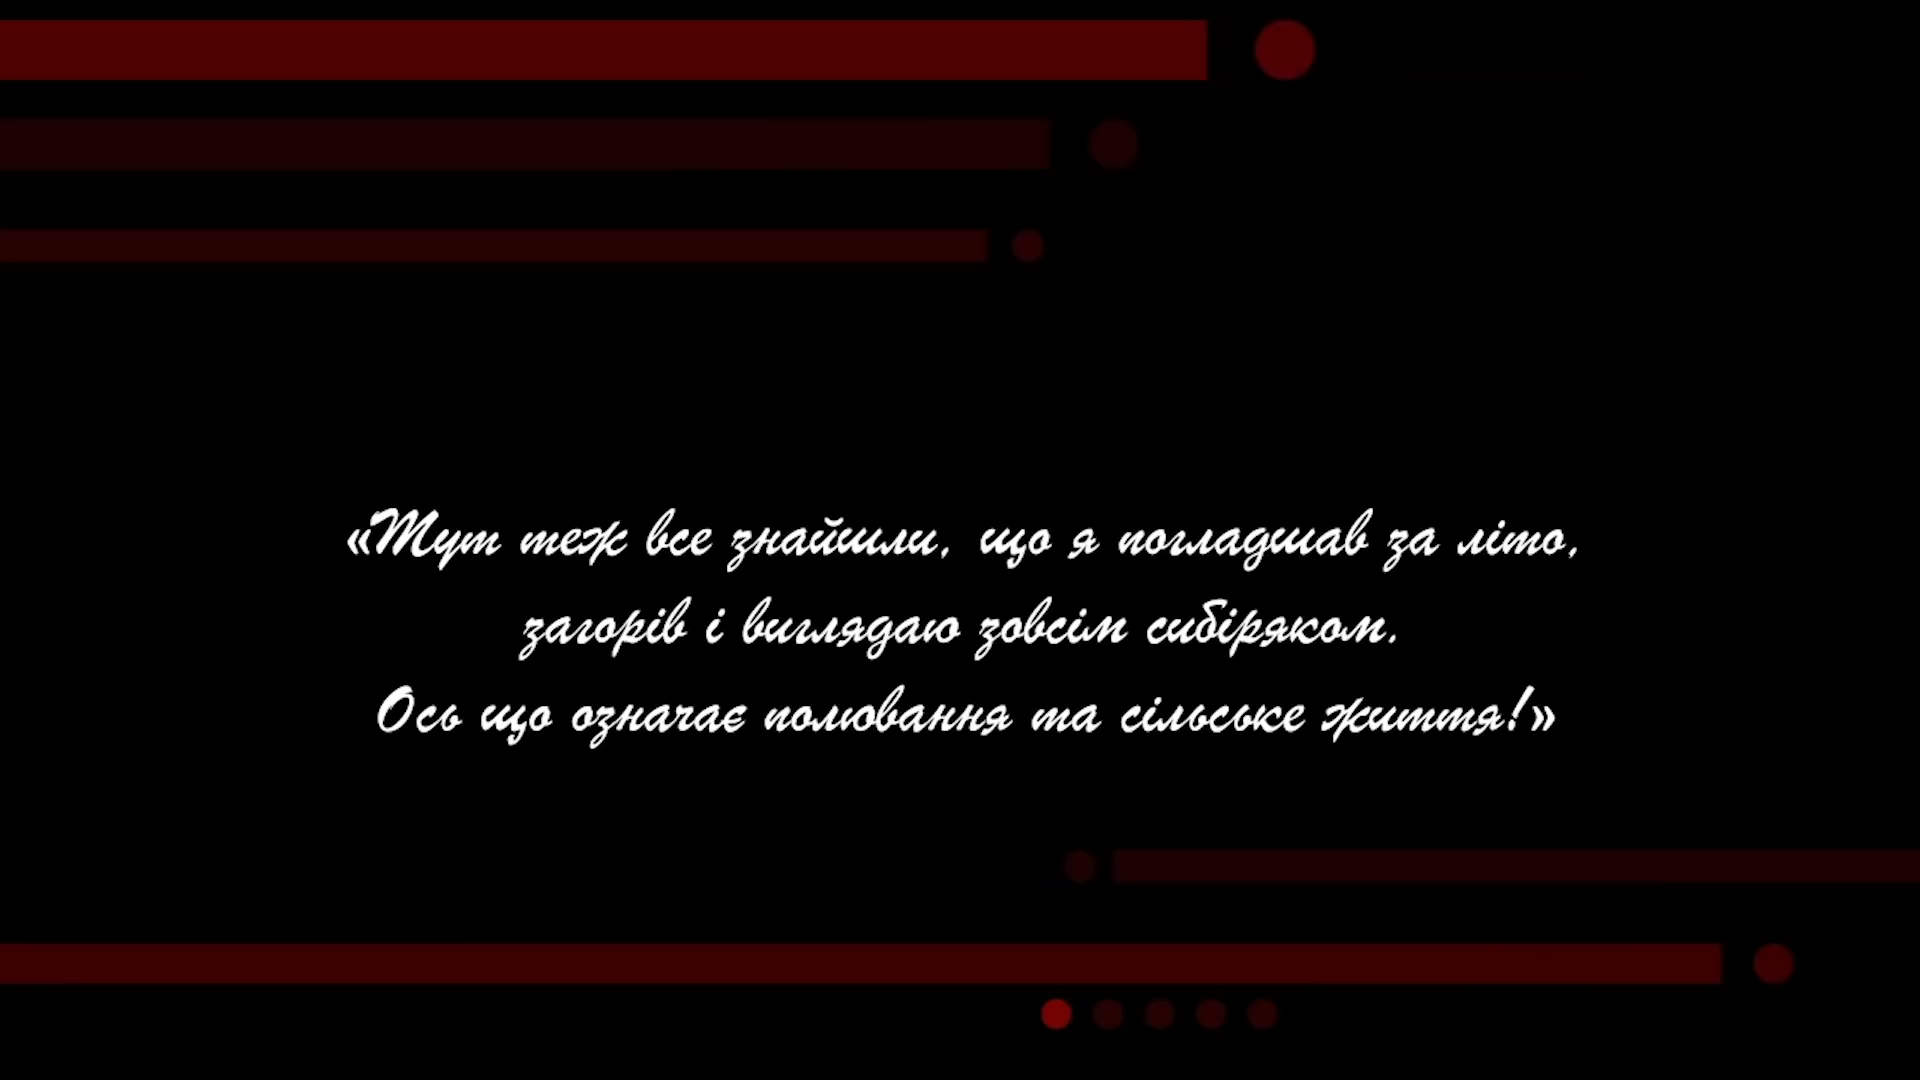 «Тут теж все знайшли, що я погладшав за літо,
загорів і виглядаю зовсім сибіряком.
Ось що означає полювання та сільське життя!»